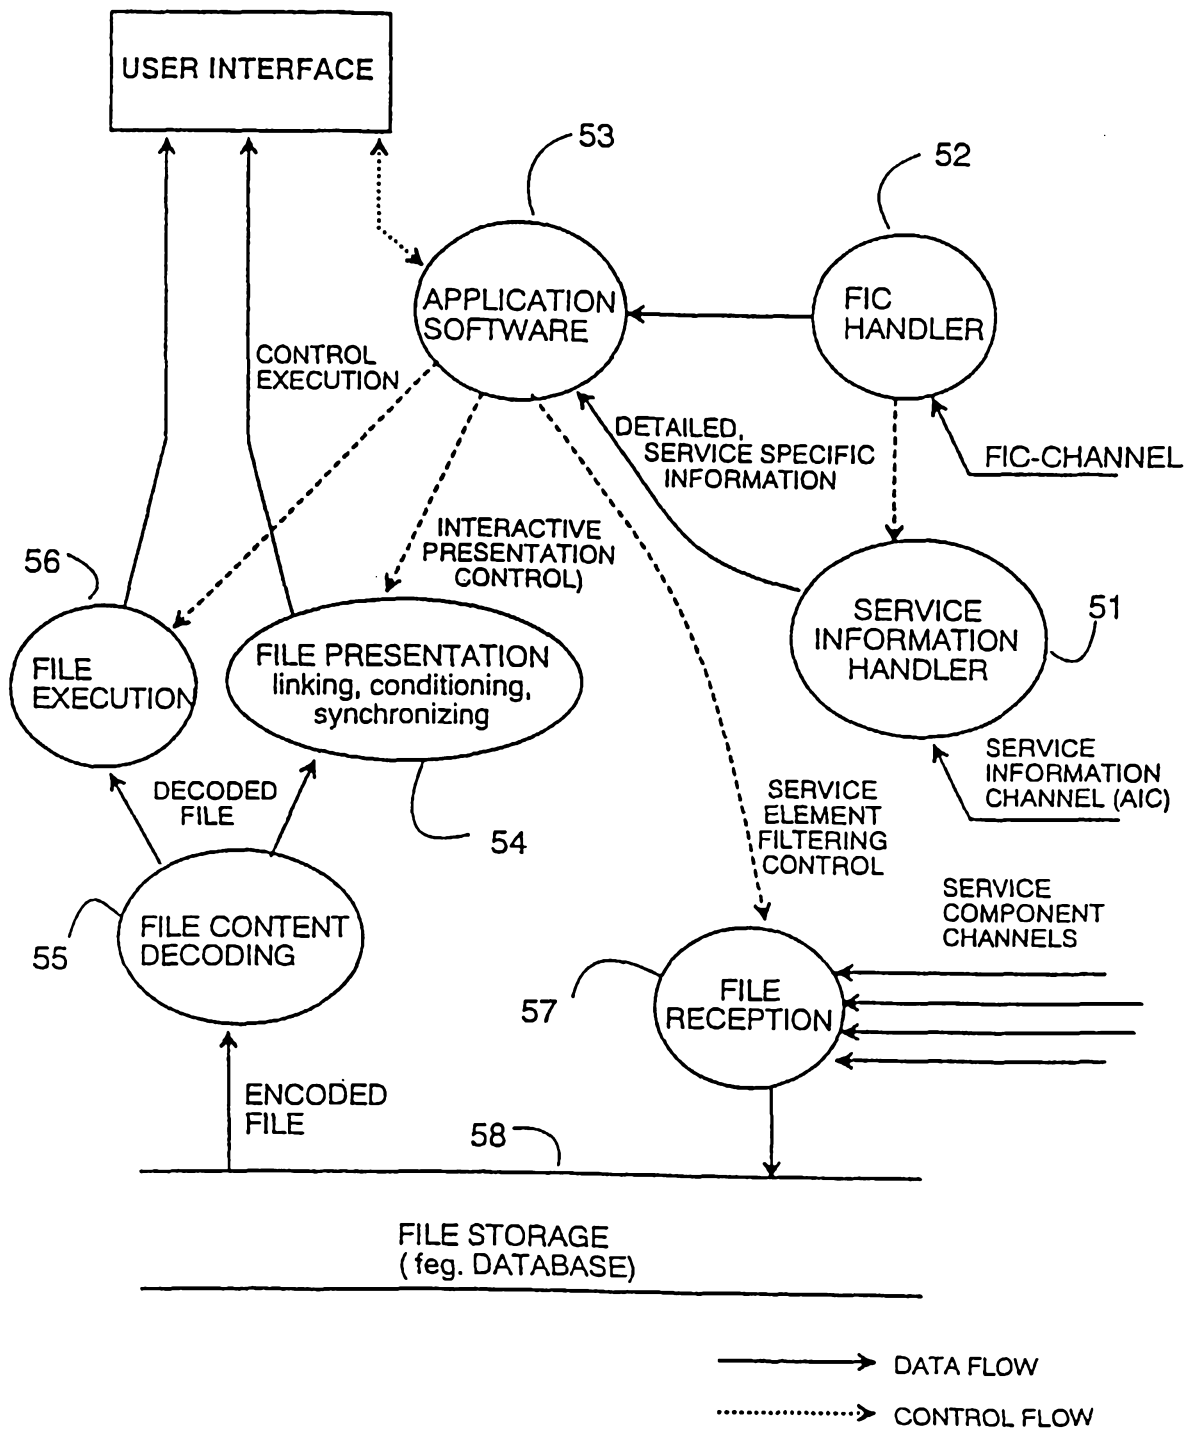 USER INTERFACE
53
52
APPLICATION
SOFTWARE
FIC
HANDLER
CONTROL
EXECUTION
DETAILED,
SERVICE SPECIFIC
INFORMATION
FIC-CHANNEL
INTERACTIVE
PRESENTATION
CONTROL)
56
51
SERVICE
INFORMATION
HANDLER
FILE
EXECUTION
FILE PRESENTATION
linking, conditioning,
synchronizing
SERVICE
INFORMATION
CHANNEL (AIC)
DECODED
FILE
54
SERVICE
ELEMENT
FILTERING
CONTROL
SERVICE
COMPONENT
CHANNELS
55
FILE CONTENT
DECODING
57
FILE
RECEPTION
ENCODED
FILE
58
FILE STORAGE
( feg. DATABASE)
DATA FLOW
CONTROL FLOW